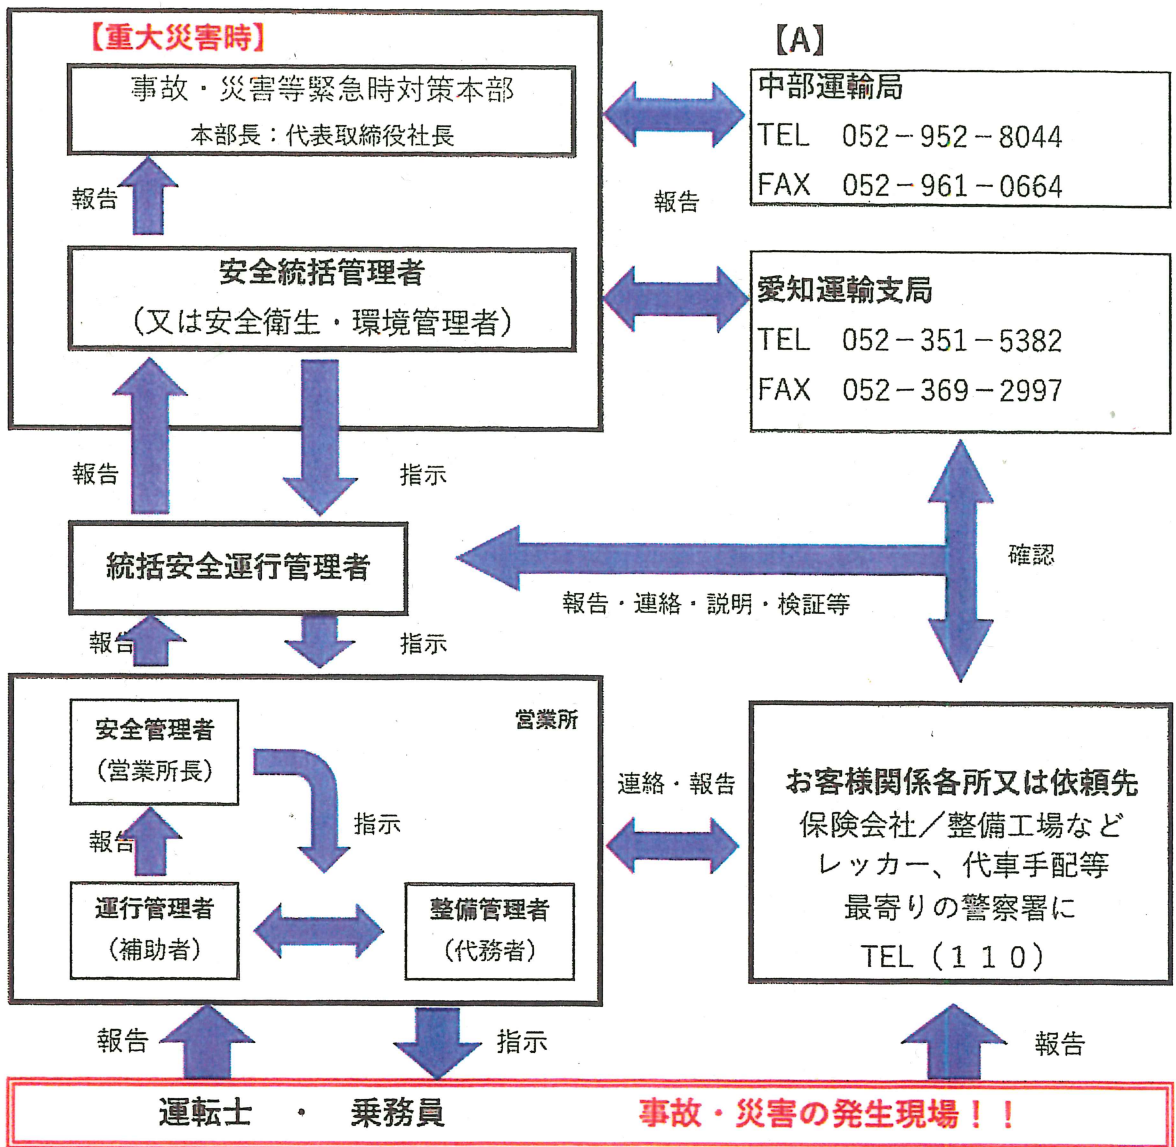 【重大災害時】
事故・災害等緊急時対策本部
本部長：代表取締役社長
報告
安全統括管理者
（又は安全衛生・環境管理者）
報告
指示
【A】
中部運輸局
TEL　052－952－8044
FAX　052－961－0664
報告
愛知運輸支局
TEL　052－351－5382
FAX　052－369－2997
統括安全運行管理者
報告・連絡・説明・検証等
確認
報告
指示
営業所
安全管理者
（営業所長）
指示
報告
運行管理者
（補助者）
整備管理者
（代務者）
連絡・報告
お客様関係各所又は依頼先
保険会社／整備工場など
レッカー、代車手配等
最寄りの警察署に
TEL（１１０）
報告
指示
報告
運転士　・　乗務員　　事故・災害の発生現場！！